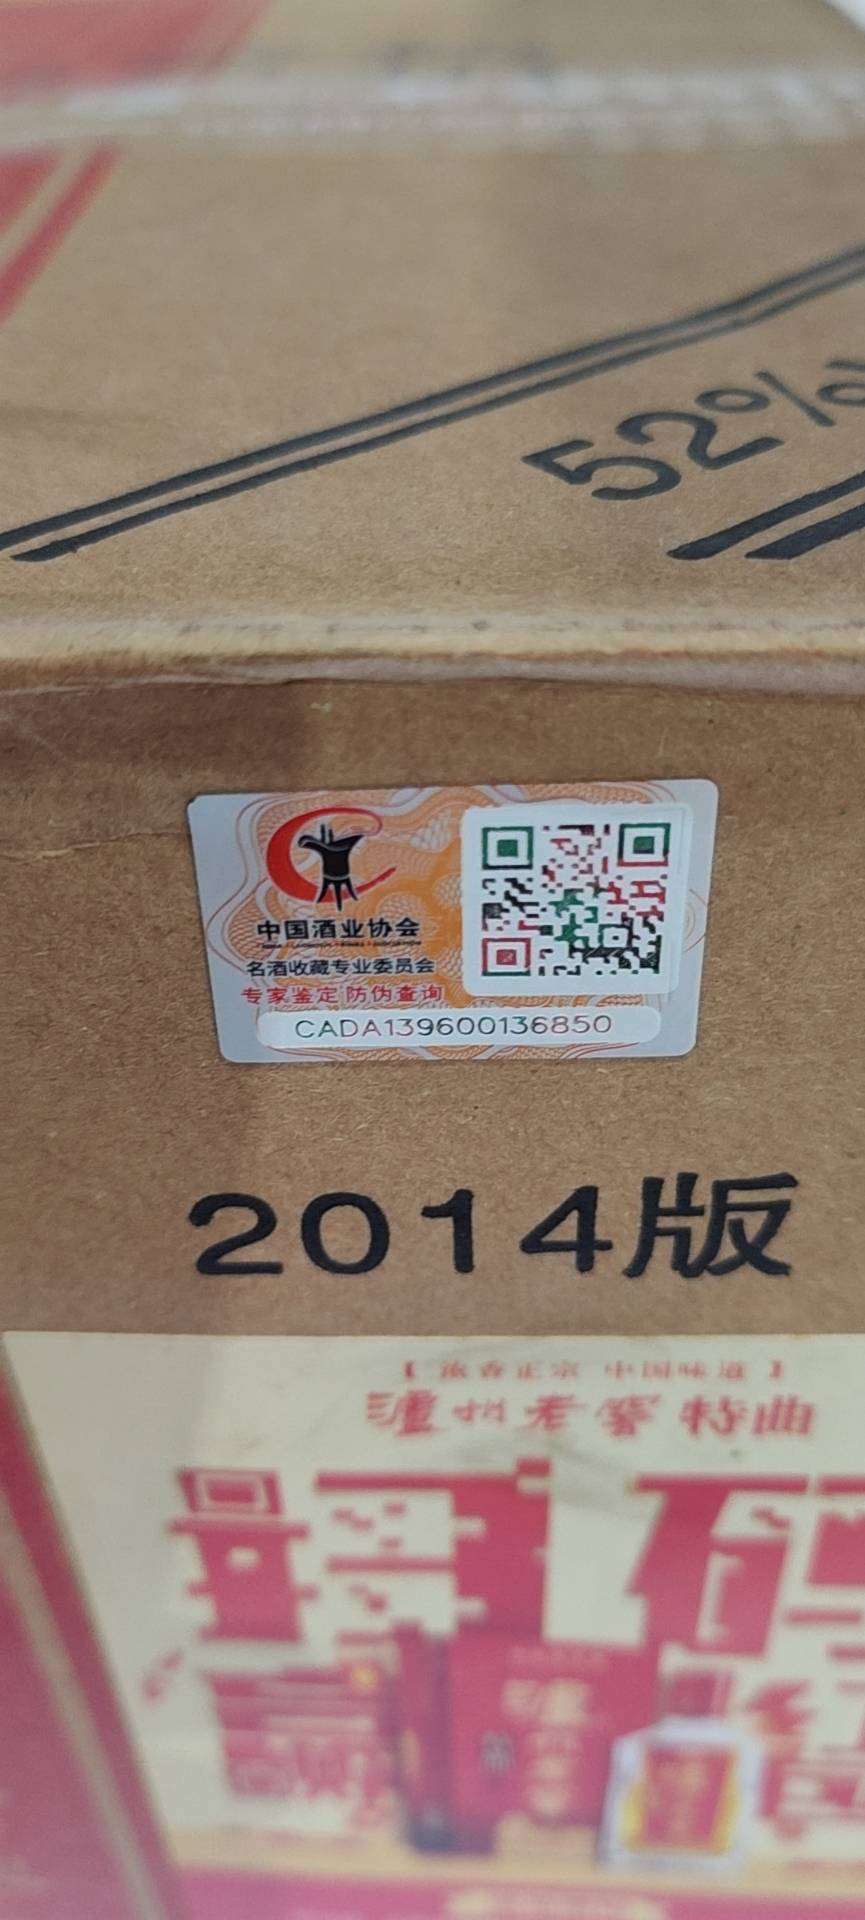 52%
中国酒业协会
名酒收藏专业委员会
专家鉴定 防伪查询
CADA139600136850
2014版
【浓香正宗 中国味道】
泸州老窖 特曲